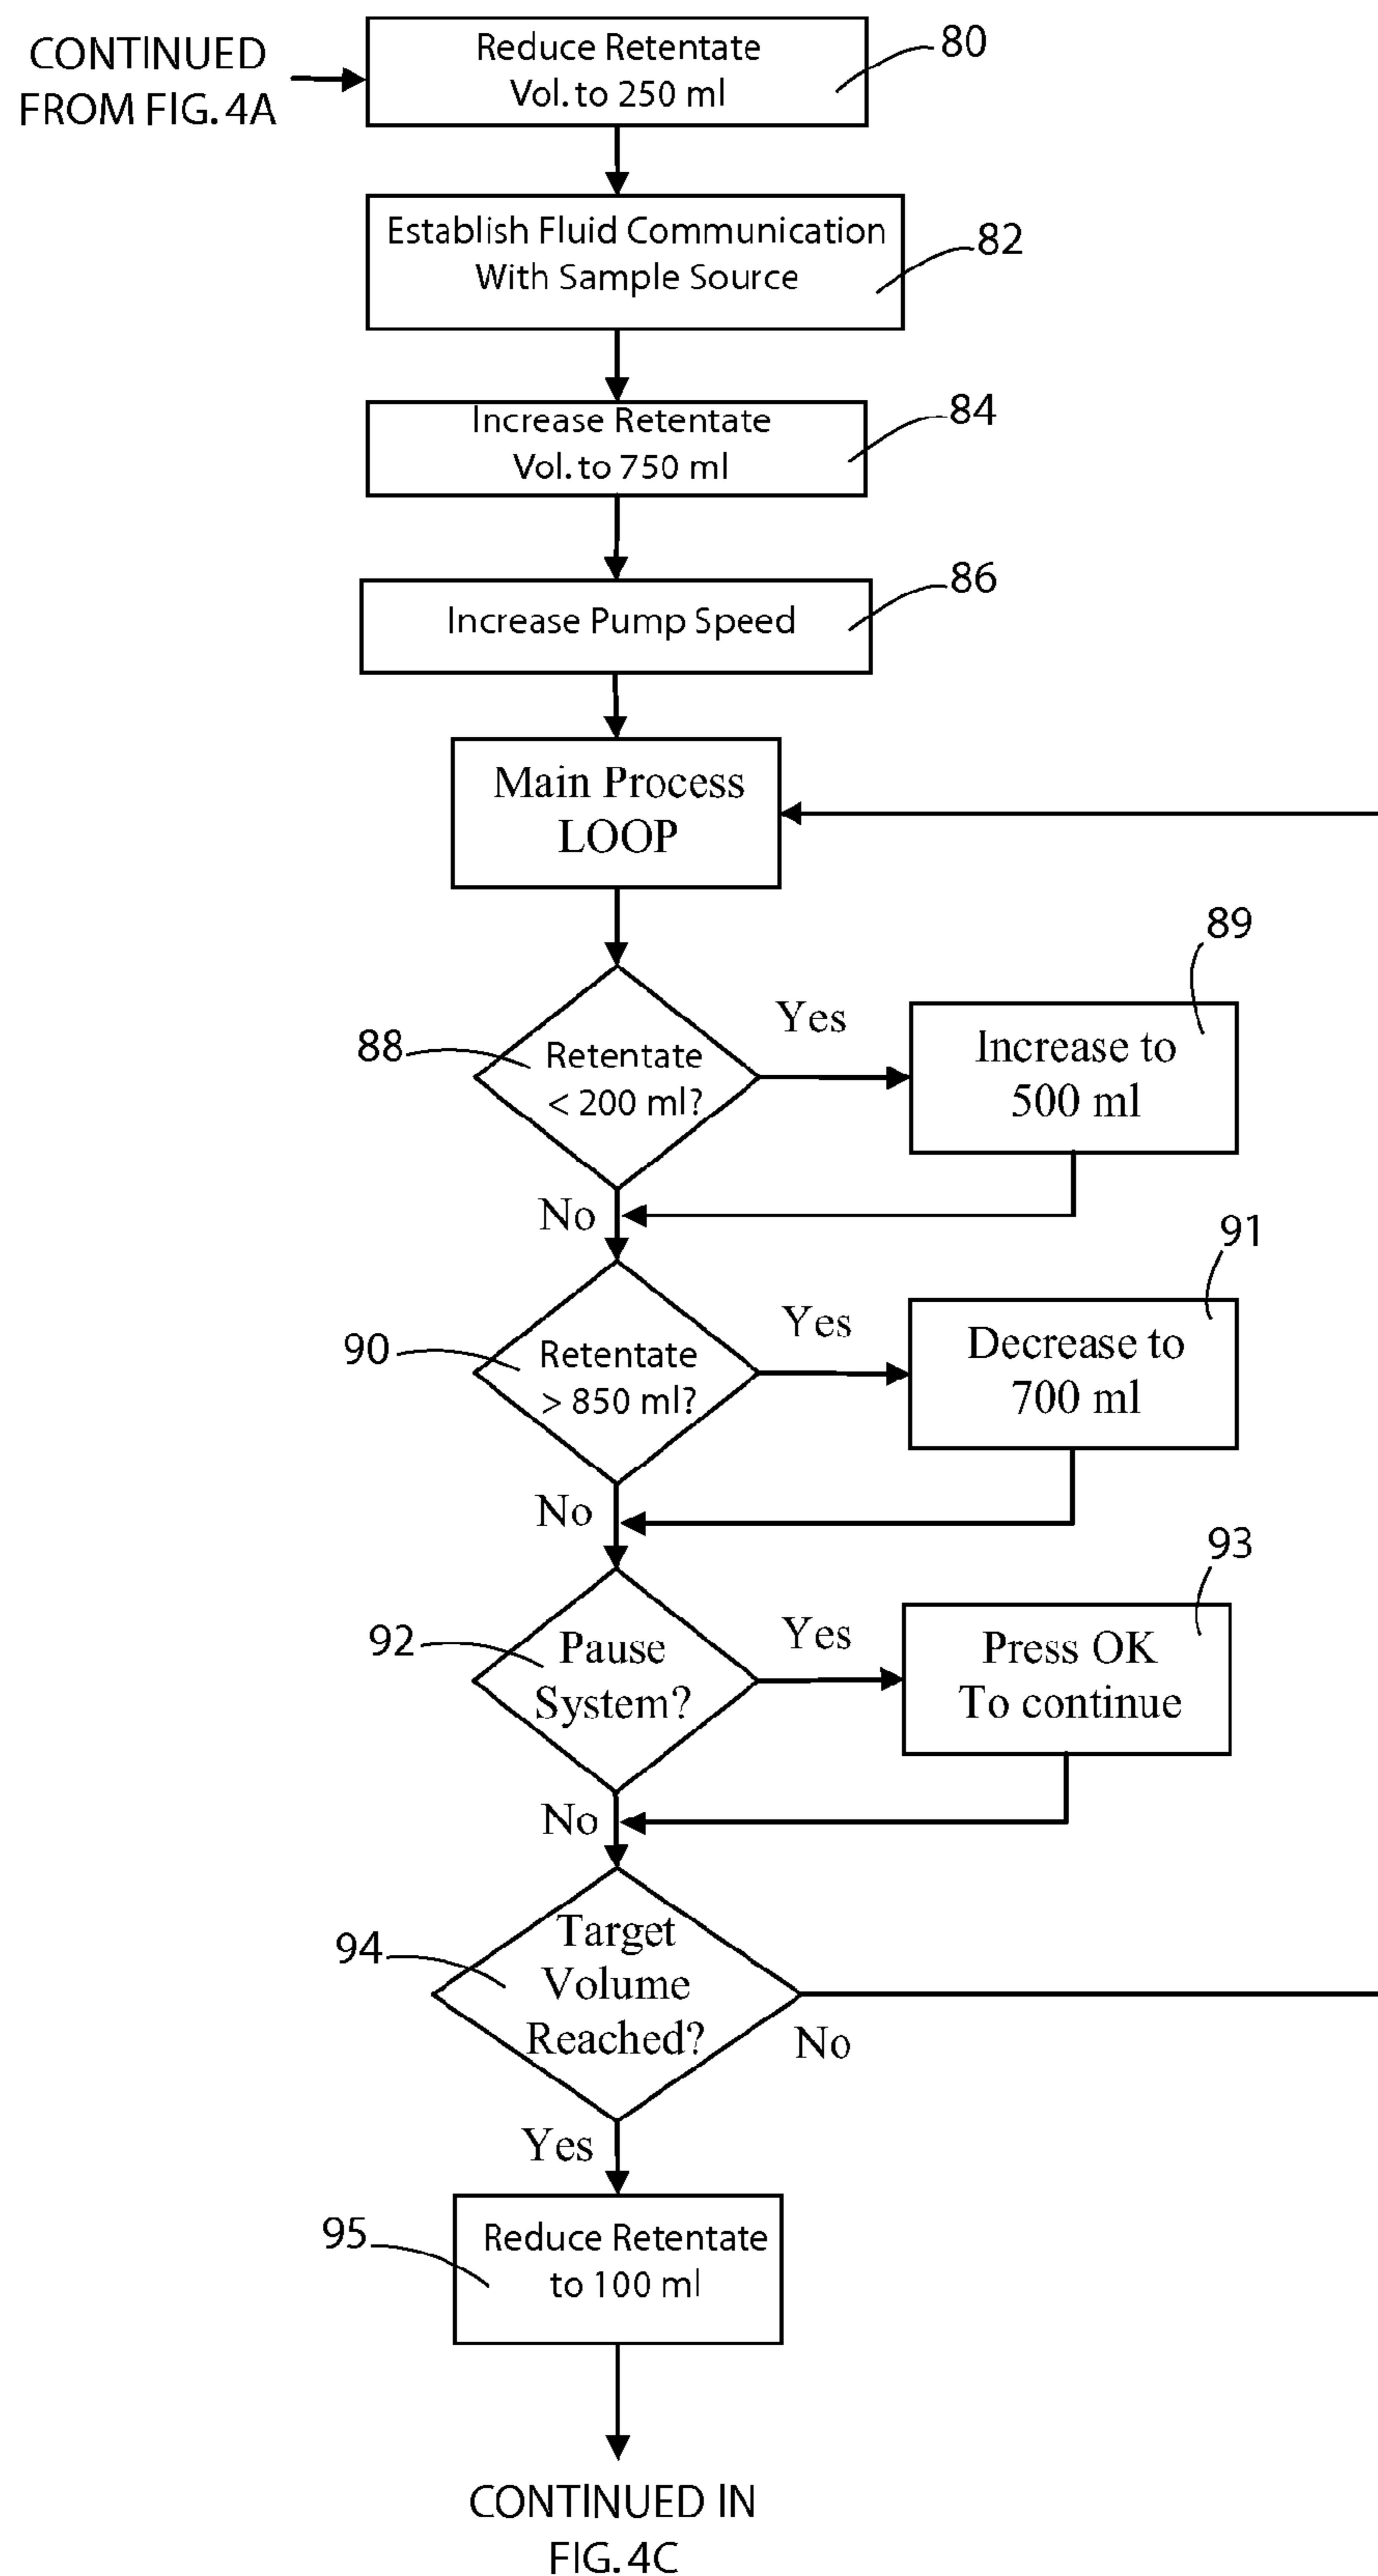 CONTINUED
FROM FIG. 4A
Reduce Retentate
Vol. to 250 ml
80
Establish Fluid Communication
With Sample Source
82
Increase Retentate
Vol. to 750 ml
84
Increase Pump Speed
86
Main Process
LOOP
88
Retentate
< 200 ml?
Yes
89
Increase to
500 ml
No
90
Retentate
> 850 ml?
Yes
91
Decrease to
700 ml
No
92
Pause
System?
Yes
93
Press OK
To continue
No
94
Target
Volume
Reached?
No
Yes
95
Reduce Retentate
to 100 ml
CONTINUED IN
FIG. 4C